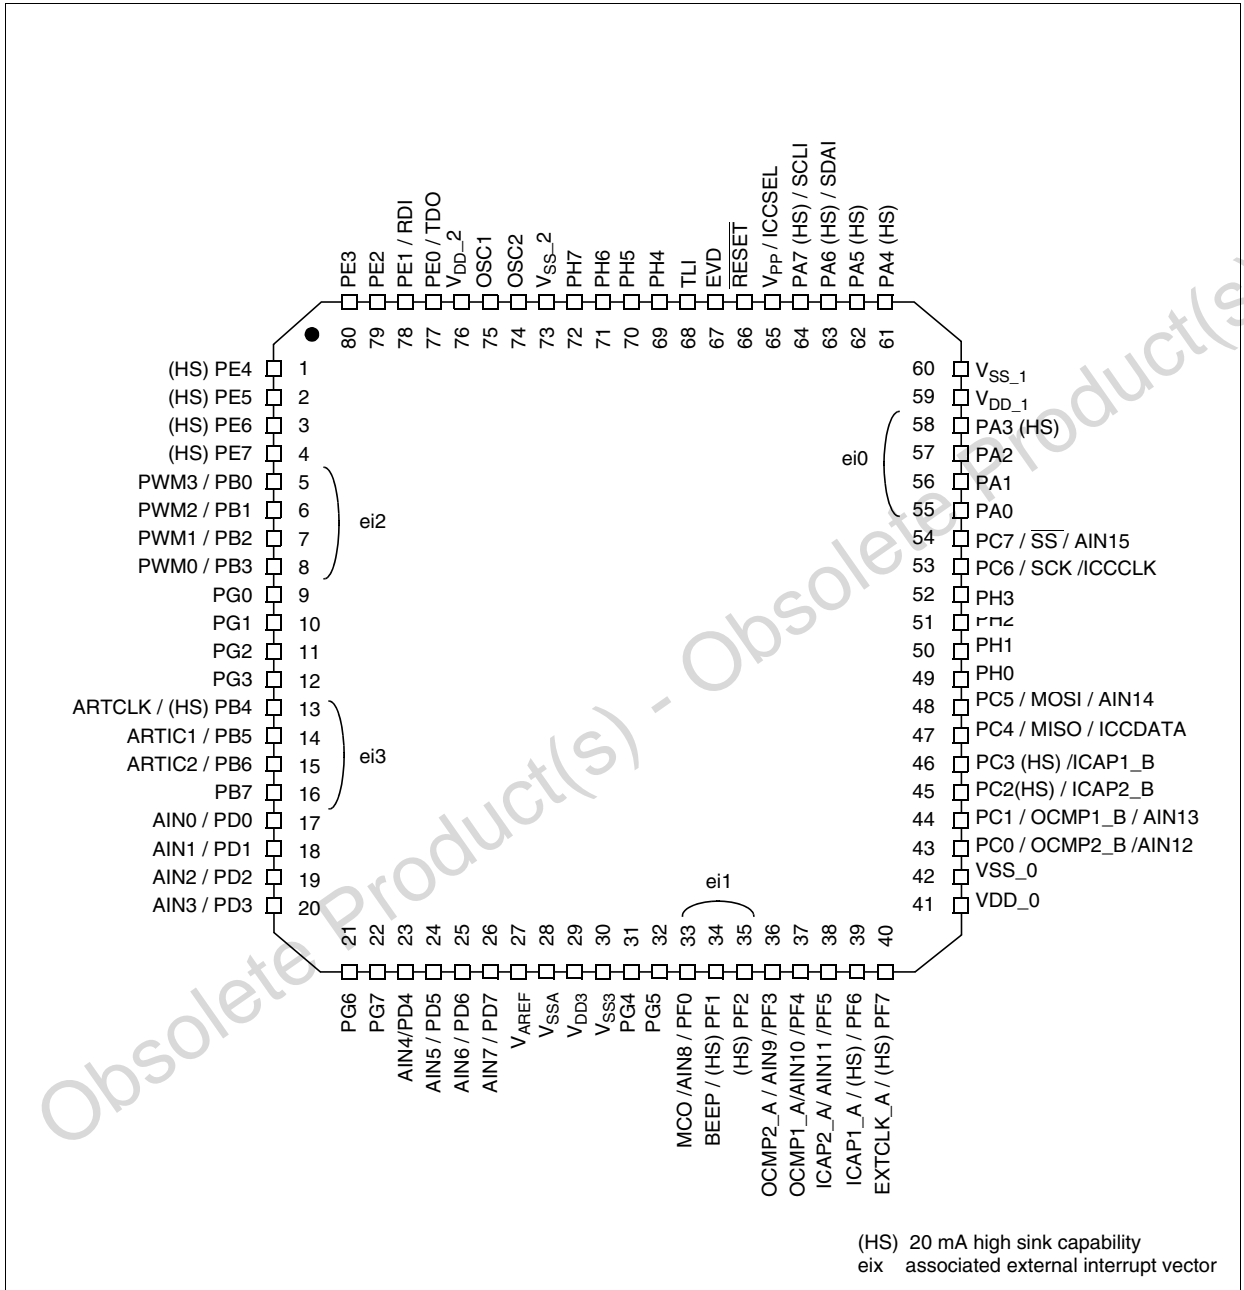 PE3
PE2
PE1 / RDI
PE0 / TDO
VDD_2
OSC1
OSC2
VSS_2
PH7
PH6
PH5
PH4
TLI
EVD
RESET
VPP / ICCSEL
PA7 (HS) / SCLI
PA6 (HS) / SDAI
PA5 (HS)
PA4 (HS)
80 79 78 77 76 75 74 73 72 71 70 69 68 67 66 65 64 63 62 61
(HS) PE4 1
(HS) PE5 2
(HS) PE6 3
(HS) PE7 4
PWM3 / PB0 5
PWM2 / PB1 6
PWM1 / PB2 7
PWM0 / PB3 8
ei2
PG0 9
PG1 10
PG2 11
PG3 12
ARTCLK / (HS) PB4 13
ARTIC1 / PB5 14
ARTIC2 / PB6 15
PB7 16
ei3
AIN0 / PD0 17
AIN1 / PD1 18
AIN2 / PD2 19
AIN3 / PD3 20
60 VSS_1
59 VDD_1
58 PA3 (HS)
57 PA2
56 PA1
55 PA0
ei0
54 PC7 / SS / AIN15
53 PC6 / SCK /ICCCLK
52 PH3
51 PH2
50 PH1
49 PH0
48 PC5 / MOSI / AIN14
47 PC4 / MISO / ICCDATA
46 PC3 (HS) /ICAP1_B
45 PC2(HS) / ICAP2_B
44 PC1 / OCMP1_B / AIN13
43 PC0 / OCMP2_B /AIN12
42 VSS_0
41 VDD_0
ei1
21 22 23 24 25 26 27 28 29 30 31 32 33 34 35 36 37 38 39 40
PG6
PG7
AIN4/PD4
AIN5 / PD5
AIN6 / PD6
AIN7 / PD7
VAREF
VSSA
VDD3
VSS3
PG4
PG5
MCO /AIN8 / PF0
BEEP / (HS) PF1
(HS) PF2
OCMP2_A / AIN9 /PF3
OCMP1_A/AIN10 /PF4
ICAP2_A/ AIN11 /PF5
ICAP1_A / (HS) / PF6
EXTCLK_A / (HS) PF7
(HS) 20 mA high sink capability
eix associated external interrupt vector
Obsolete Product(s) - Obsolete Product(s